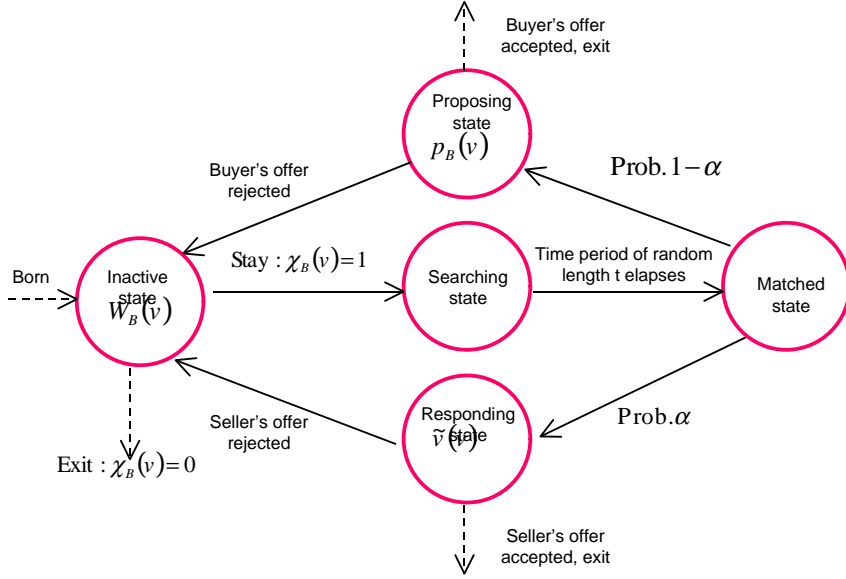 Buyer's offer
accepted, exit
Proposing
state
p_B(v)
Prob. 1−α
Buyer's offer
rejected
Born
Inactive
state
W_B(v)
Stay : χ_B(v)=1
Searching
state
Time period of random
length t elapses
Matched
state
Seller's offer
rejected
Responding
state
ṽ(v)
Prob. α
Exit : χ_B(v)=0
Seller's offer
accepted, exit